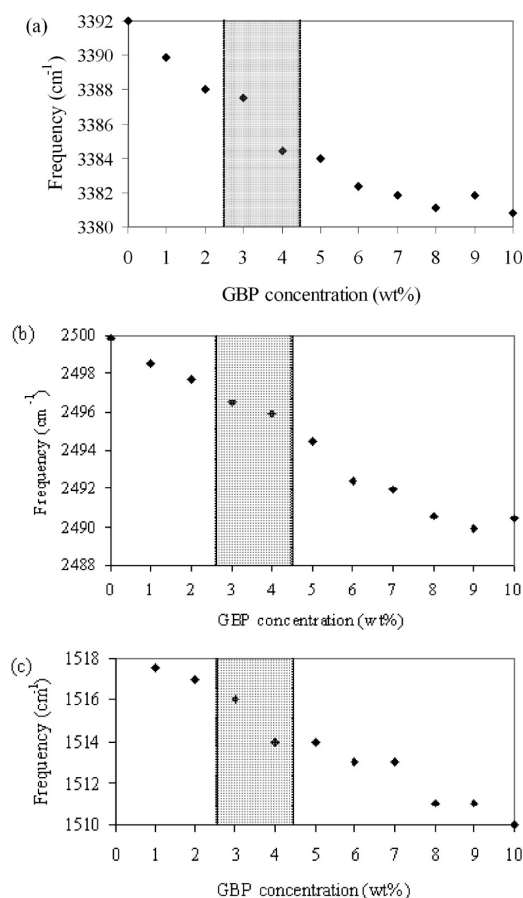 (a)
Frequency (cm-1)
3392
3390
3388
3386
3384
3382
3380
0 1 2 3 4 5 6 7 8 9 10
GBP concentration (wt%)
(b)
Frequency (cm -1)
2500
2498
2496
2494
2492
2490
2488
0 1 2 3 4 5 6 7 8 9 10
GBP concentration (wt%)
(c)
Frequency (cm-1)
1518
1516
1514
1511
1510
0 1 2 3 4 5 6 7 8 9 10
GBP concentration (wt%)